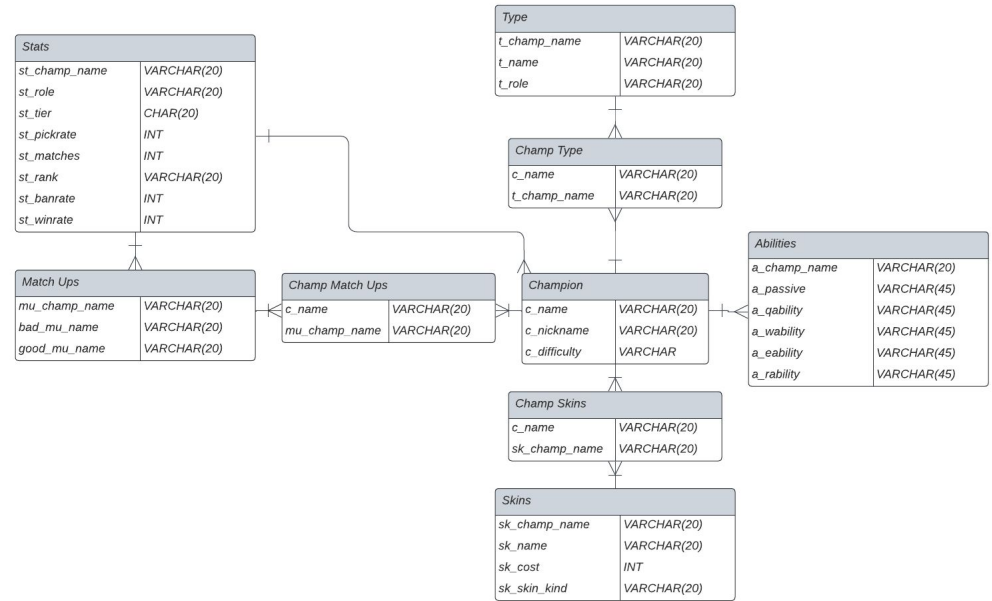 Type
t_champ_name VARCHAR(20)
t_name VARCHAR(20)
t_role VARCHAR(20)
Stats
st_champ_name VARCHAR(20)
st_role VARCHAR(20)
st_tier CHAR(20)
st_pickrate INT
st_matches INT
st_rank VARCHAR(20)
st_banrate INT
st_winrate INT
Champ Type
c_name VARCHAR(20)
t_champ_name VARCHAR(20)
Abilities
a_champ_name VARCHAR(20)
a_passive VARCHAR(45)
a_qability VARCHAR(45)
a_wability VARCHAR(45)
a_eability VARCHAR(45)
a_rability VARCHAR(45)
Match Ups
mu_champ_name VARCHAR(20)
bad_mu_name VARCHAR(20)
good_mu_name VARCHAR(20)
Champ Match Ups
c_name VARCHAR(20)
mu_champ_name VARCHAR(20)
Champion
c_name VARCHAR(20)
c_nickname VARCHAR(20)
c_difficulty VARCHAR
Champ Skins
c_name VARCHAR(20)
sk_champ_name VARCHAR(20)
Skins
sk_champ_name VARCHAR(20)
sk_name VARCHAR(20)
sk_cost INT
sk_skin_kind VARCHAR(20)